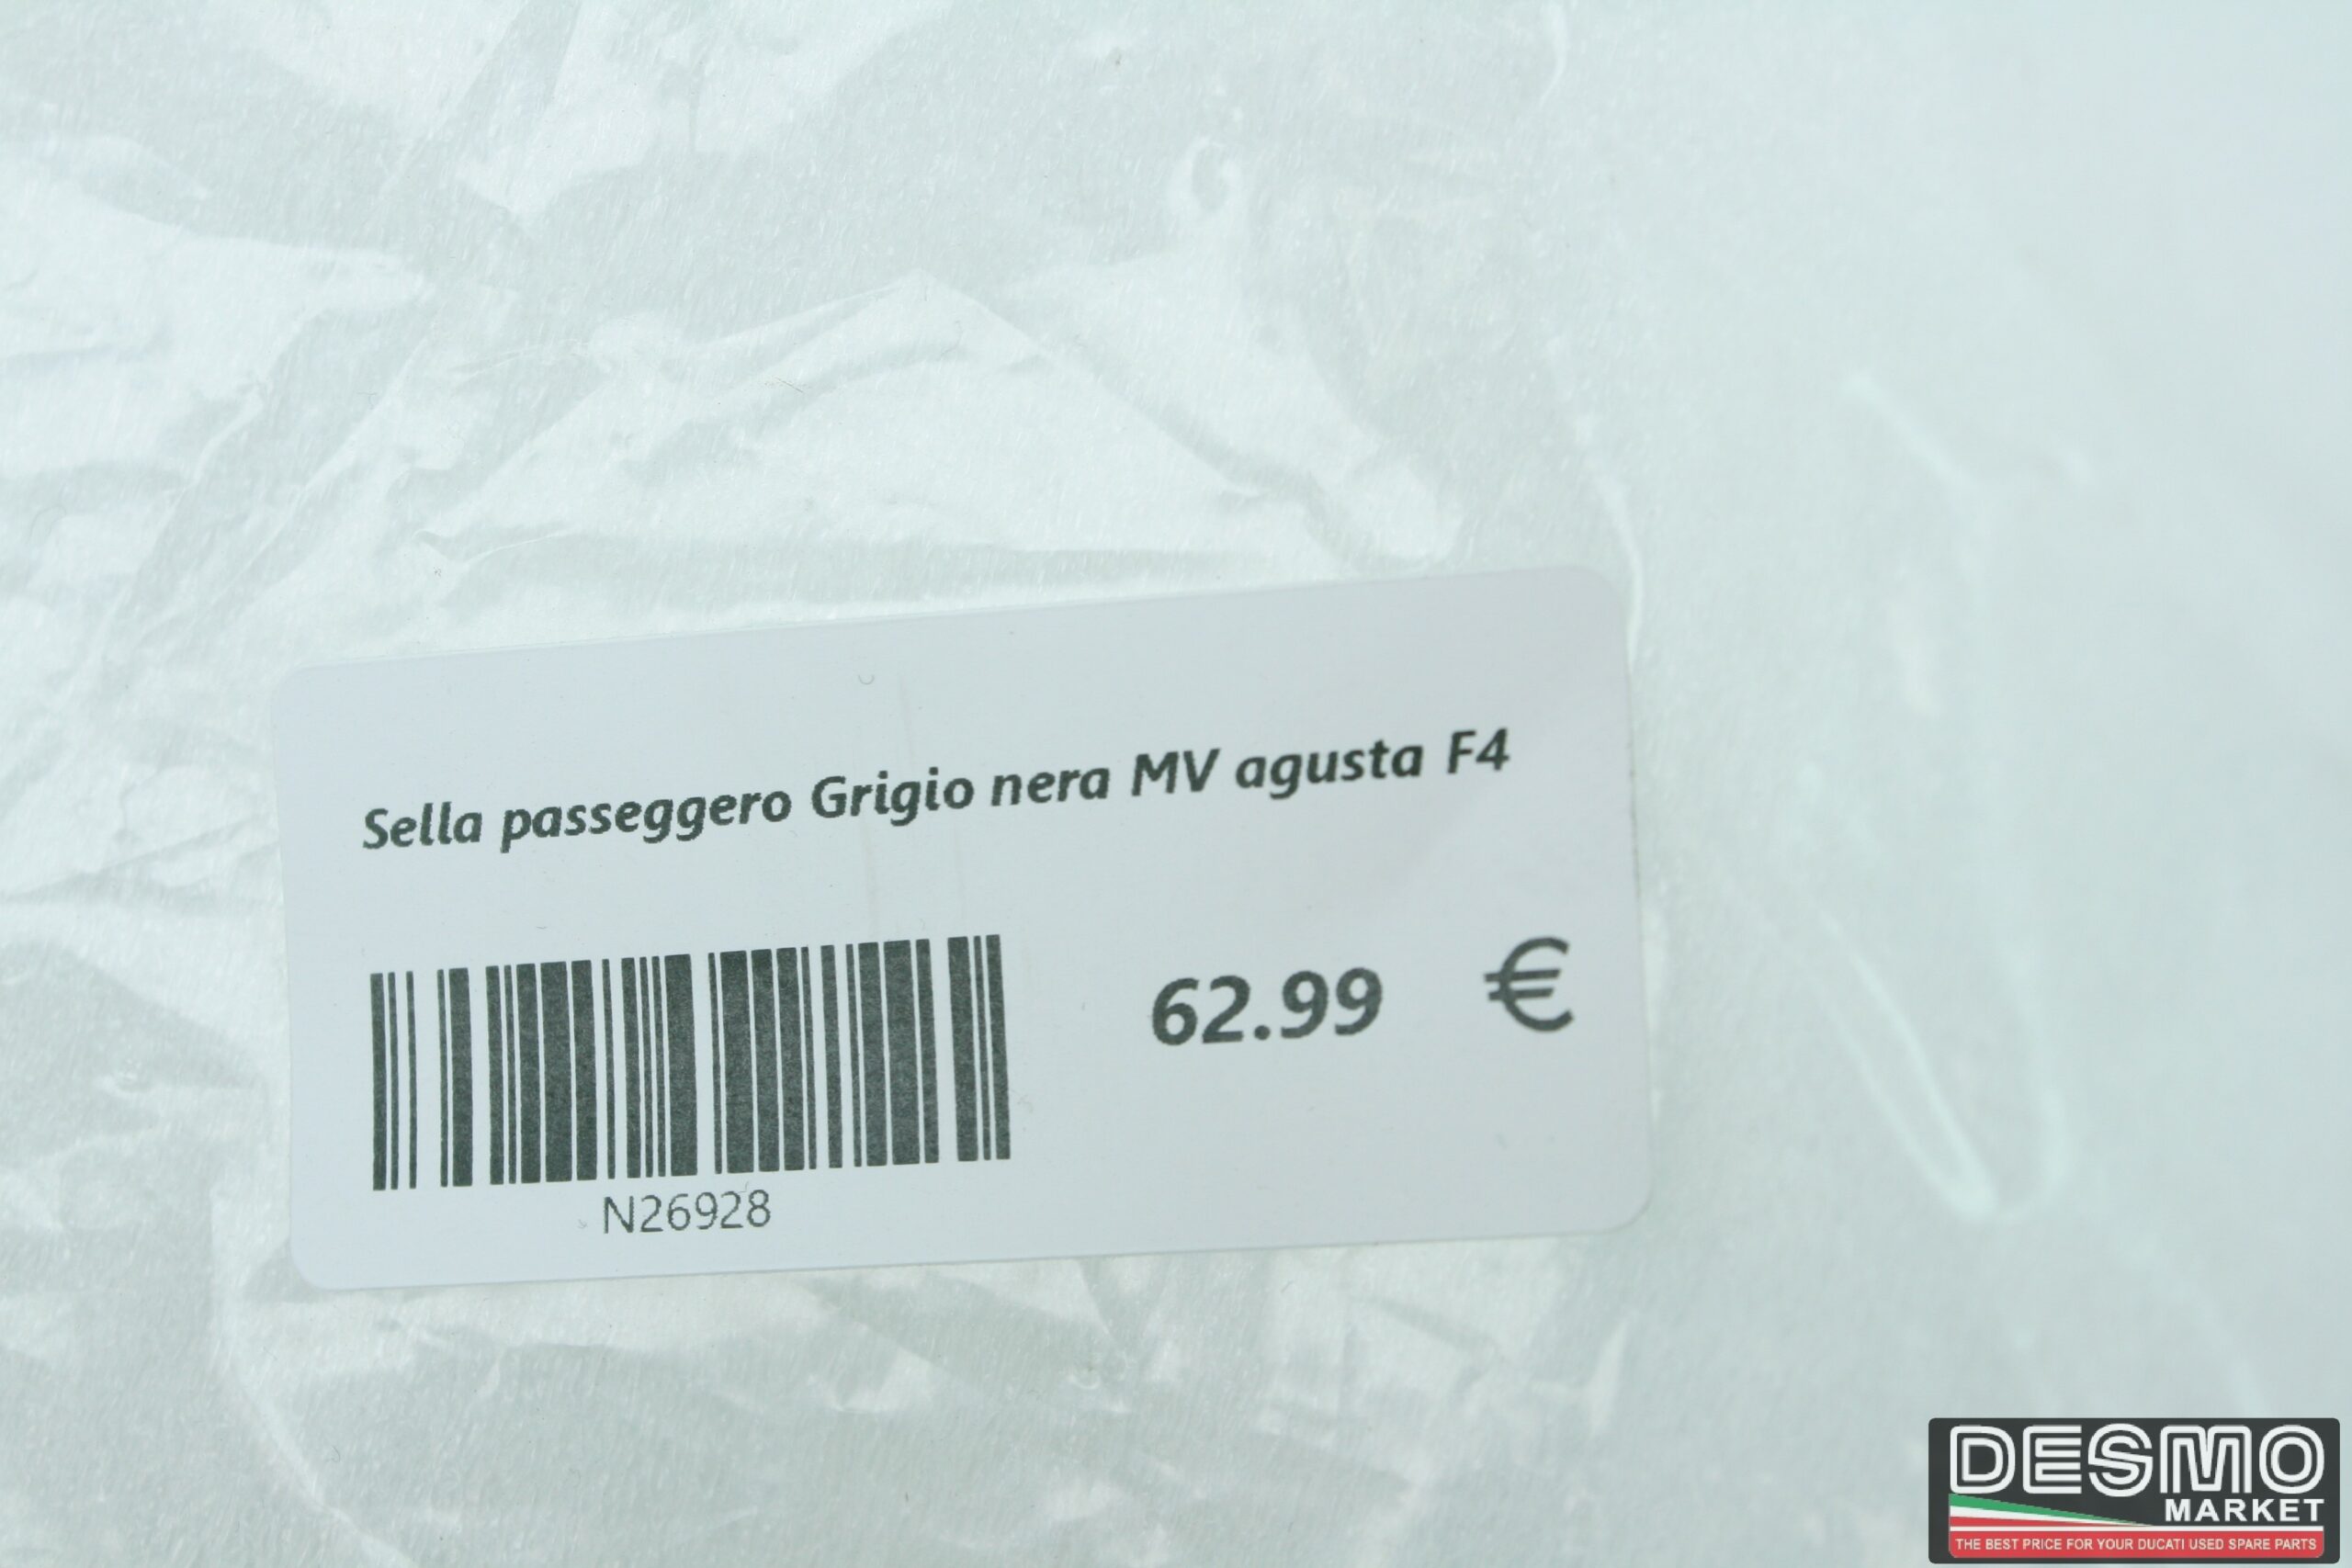 Sella passeggero Grigio nera MV agusta F4
62.99 €
N26928
DESMO
MARKET
THE BEST PRICE FOR YOUR DUCATI USED SPARE PARTS